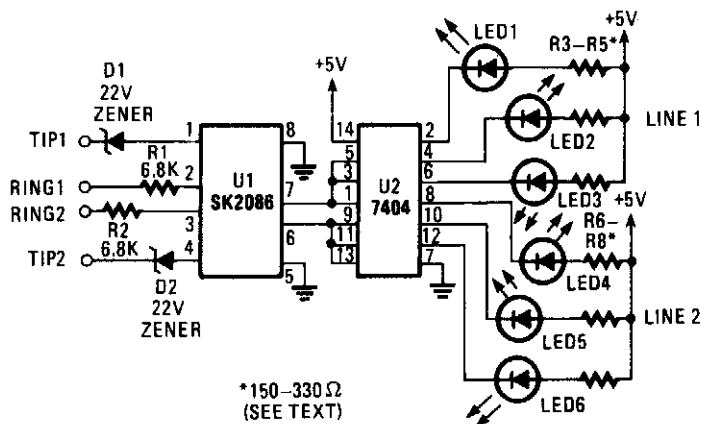 LED1
D1
22V
ZENER
+5V
R3–R5*
+5V
TIP1
1
8
14
2
LED2
LINE 1
RING1
R1
6.8K
2
U1
SK2086
7
5
3
1
U2
7404
4
6
8
LED3
+5V
RING2
R2
6.8K
3
6
9
11
13
10
12
7
R6–
R8*
TIP2
4
5
LED4
D2
22V
ZENER
LED5
LINE 2
*150–330 Ω
(SEE TEXT)
LED6